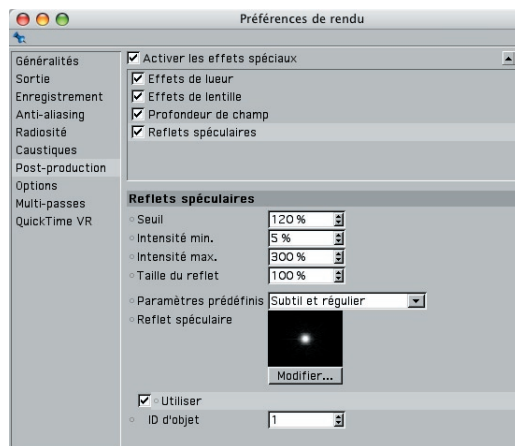 Préférences de rendu
Généralités
Sortie
Enregistrement
Anti-aliasing
Radiosité
Caustiques
Post-production
Options
Multi-passes
QuickTime VR
Activer les effets spéciaux
Effets de lueur
Effets de lentille
Profondeur de champ
Reflets spéculaires
Reflets spéculaires
Seuil 120 %
Intensité min. 5 %
Intensité max. 300 %
Taille du reflet 100 %
Paramètres prédéfinis Subtil et régulier
Reflet spéculaire
Modifier...
Utiliser
ID d'objet 1